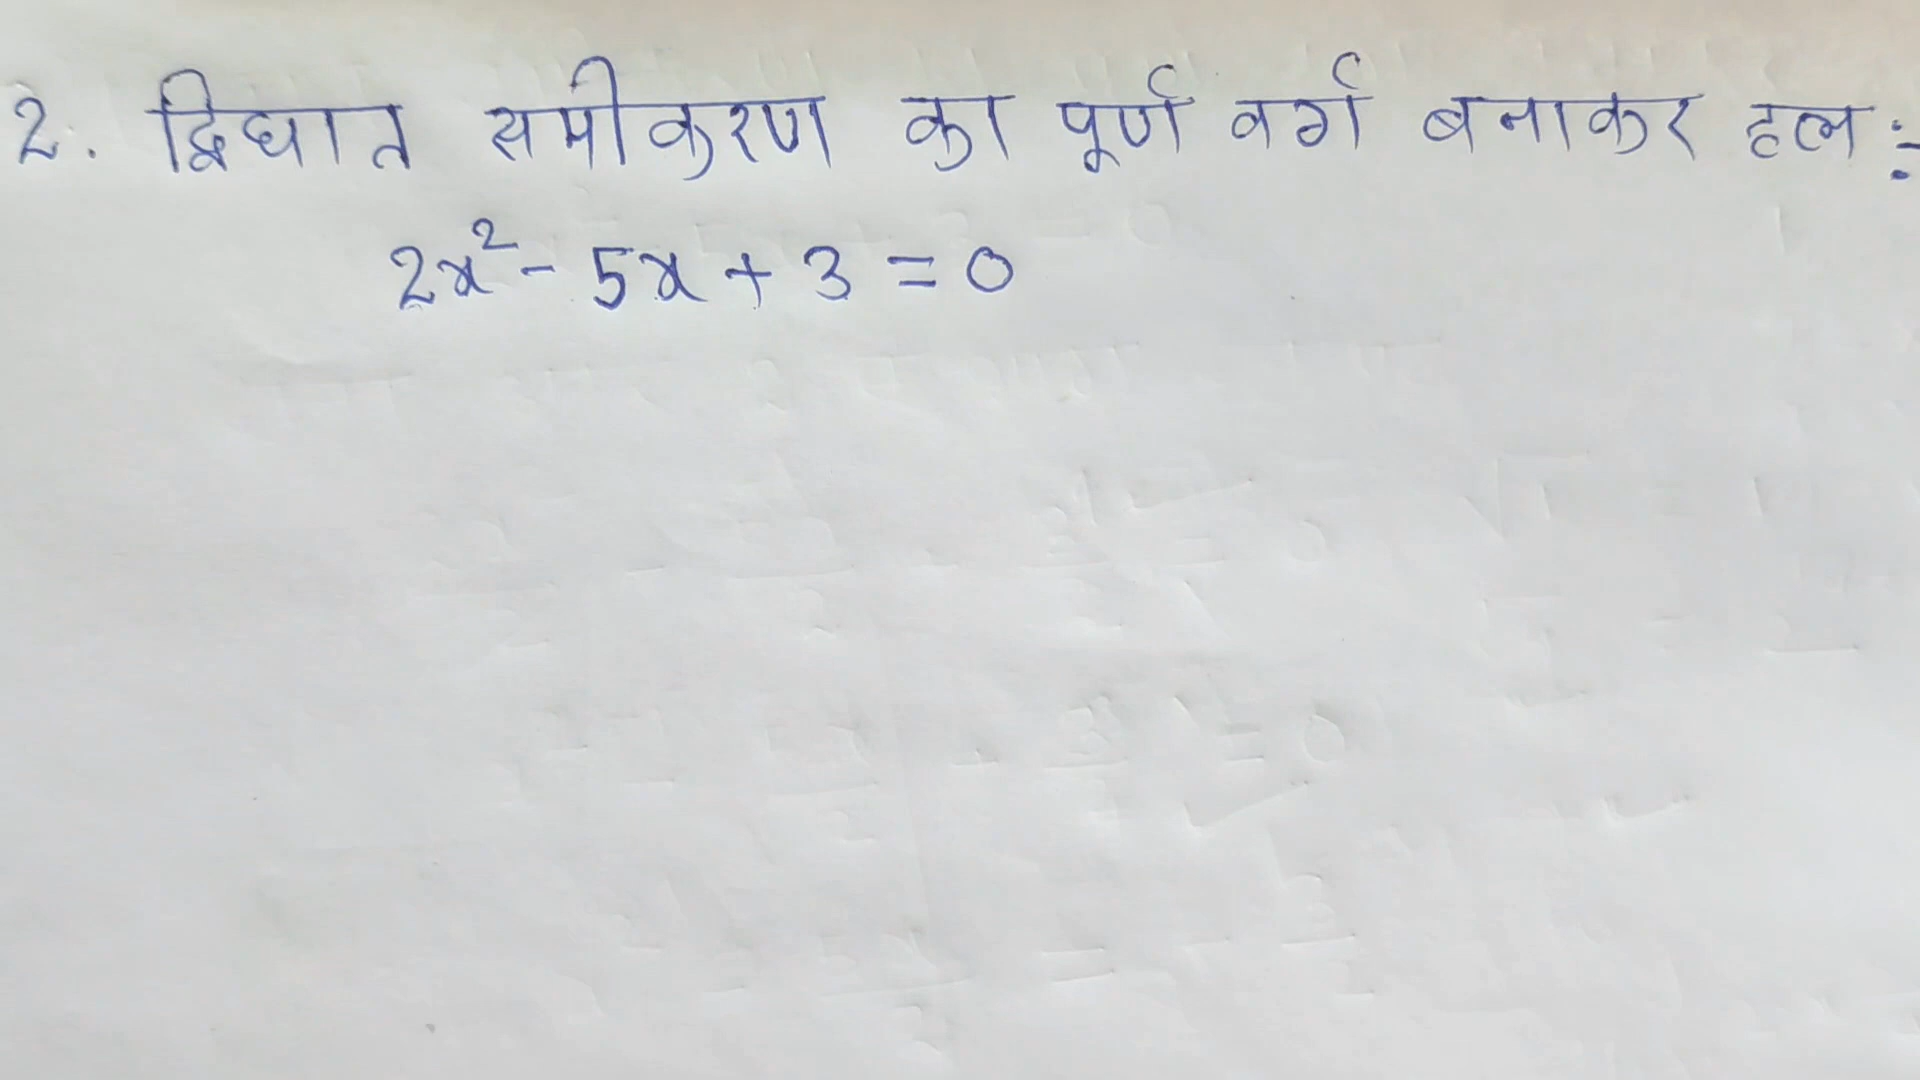 2. द्विघात समीकरण का पूर्ण वर्ग बनाकर हल:-
2x² - 5x + 3 = 0